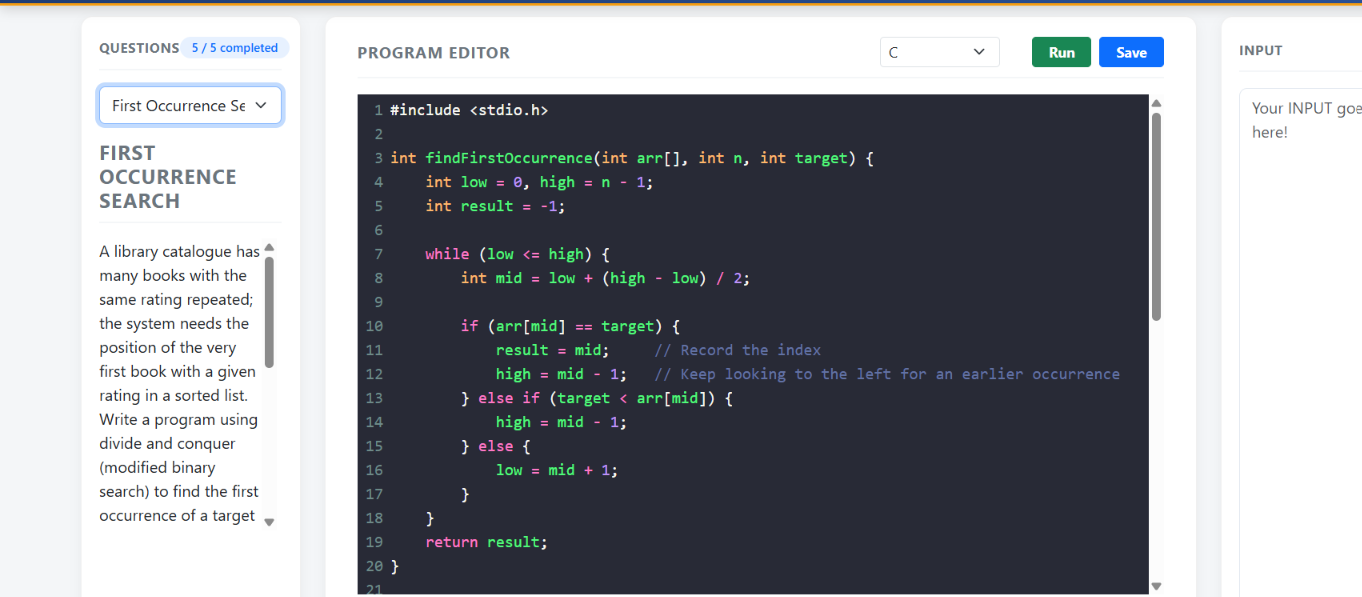 QUESTIONS 5 / 5 completed
First Occurrence Se
FIRST
OCCURRENCE
SEARCH
A library catalogue has
many books with the
same rating repeated;
the system needs the
position of the very
first book with a given
rating in a sorted list.
Write a program using
divide and conquer
(modified binary
search) to find the first
occurrence of a target
PROGRAM EDITOR
C
Run
Save
1 #include <stdio.h>
2
3 int findFirstOccurrence(int arr[], int n, int target) {
4     int low = 0, high = n - 1;
5     int result = -1;
6
7     while (low <= high) {
8         int mid = low + (high - low) / 2;
9
10         if (arr[mid] == target) {
11             result = mid;     // Record the index
12             high = mid - 1;   // Keep looking to the left for an earlier occurrence
13         } else if (target < arr[mid]) {
14             high = mid - 1;
15         } else {
16             low = mid + 1;
17         }
18     }
19     return result;
20 }
21
INPUT
Your INPUT goe
here!